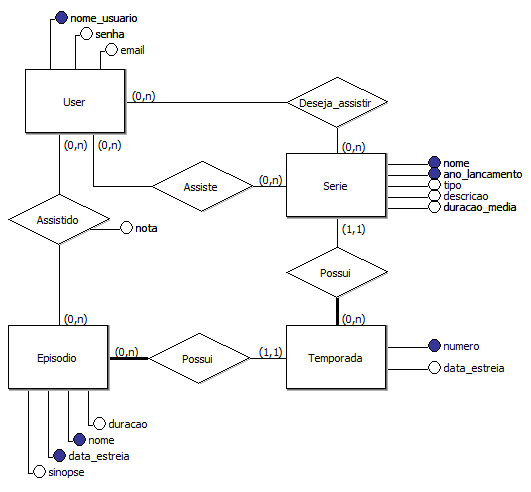 nome_usuario
senha
email
User
(0,n)
Deseja_assistir
(0,n)
(0,n)
(0,n)
Assiste
(0,n)
Serie
nome
ano_lancamento
tipo
descricao
duracao_media
Assistido
nota
(1,1)
Possui
(0,n)
(0,n)
Episodio
(0,n)
Possui
(1,1)
Temporada
numero
data_estreia
duracao
nome
data_estreia
sinopse